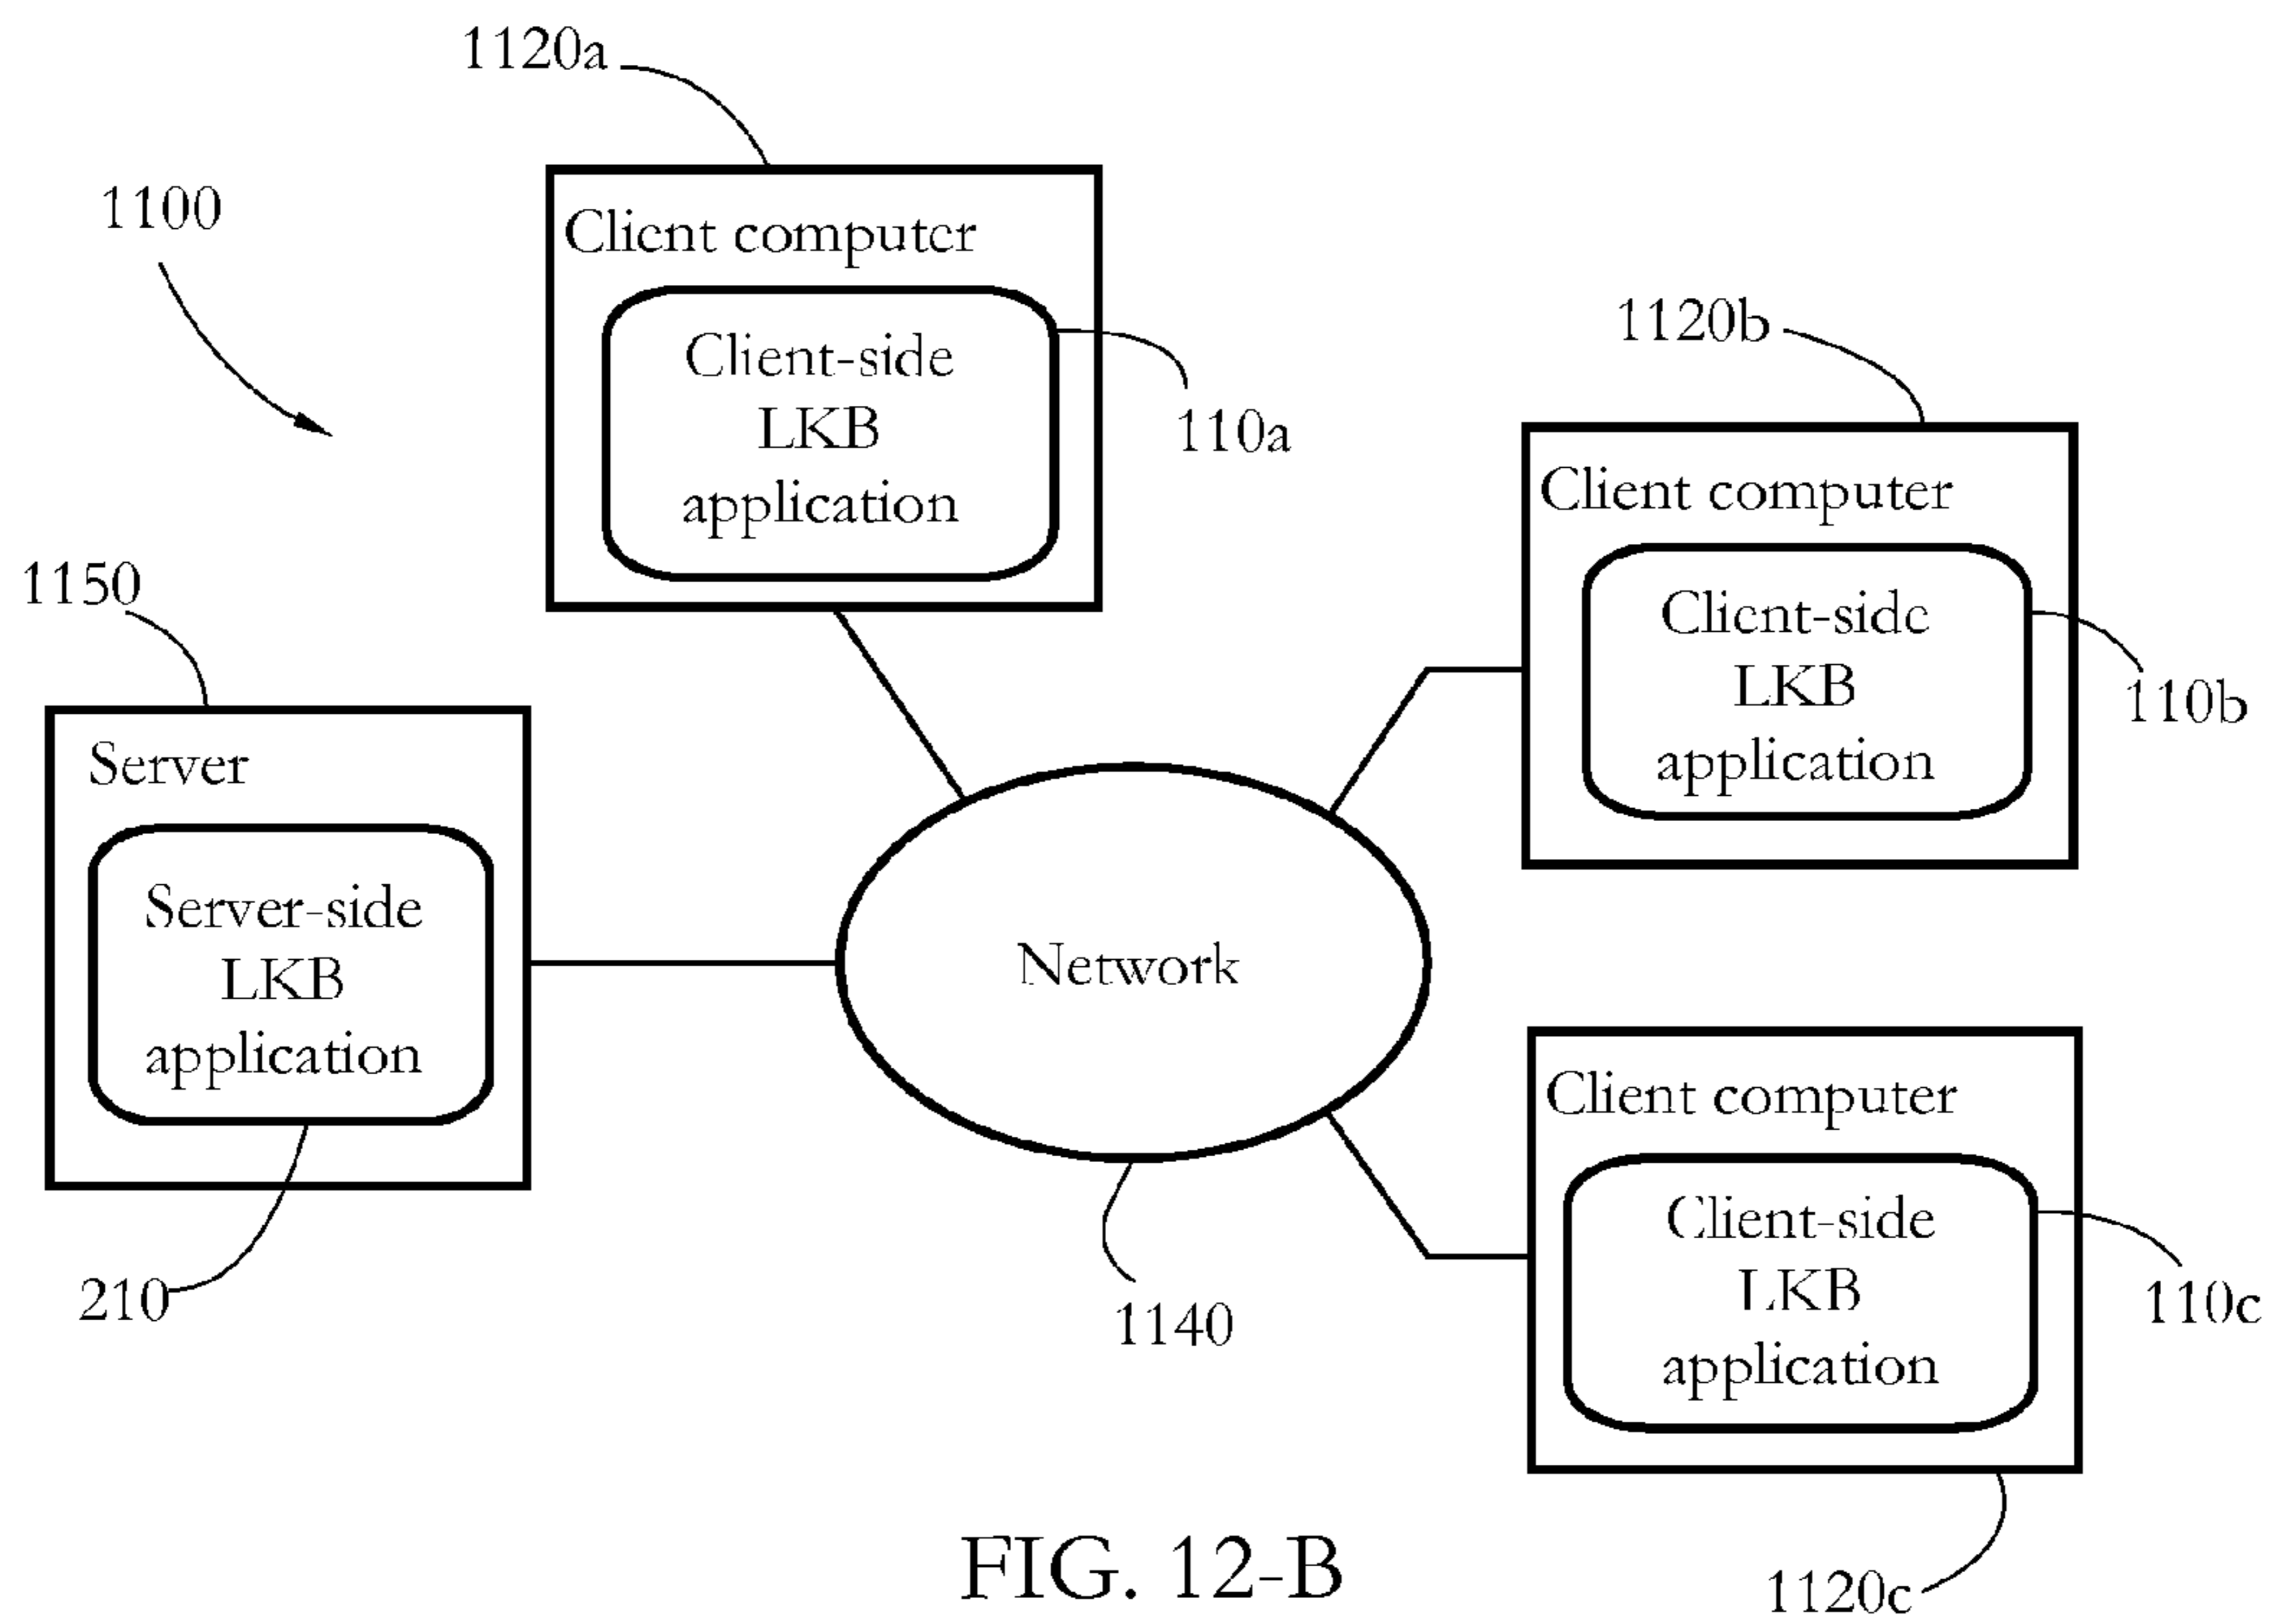 1120a
1100
Client computer
Client-side
LKB
application
110a
1120b
Client computer
Client-side
LKB
application
110b
1150
Server
Server-side
LKB
application
210
Network
1140
Client computer
Client-side
LKB
application
110c
1120c
FIG. 12-B